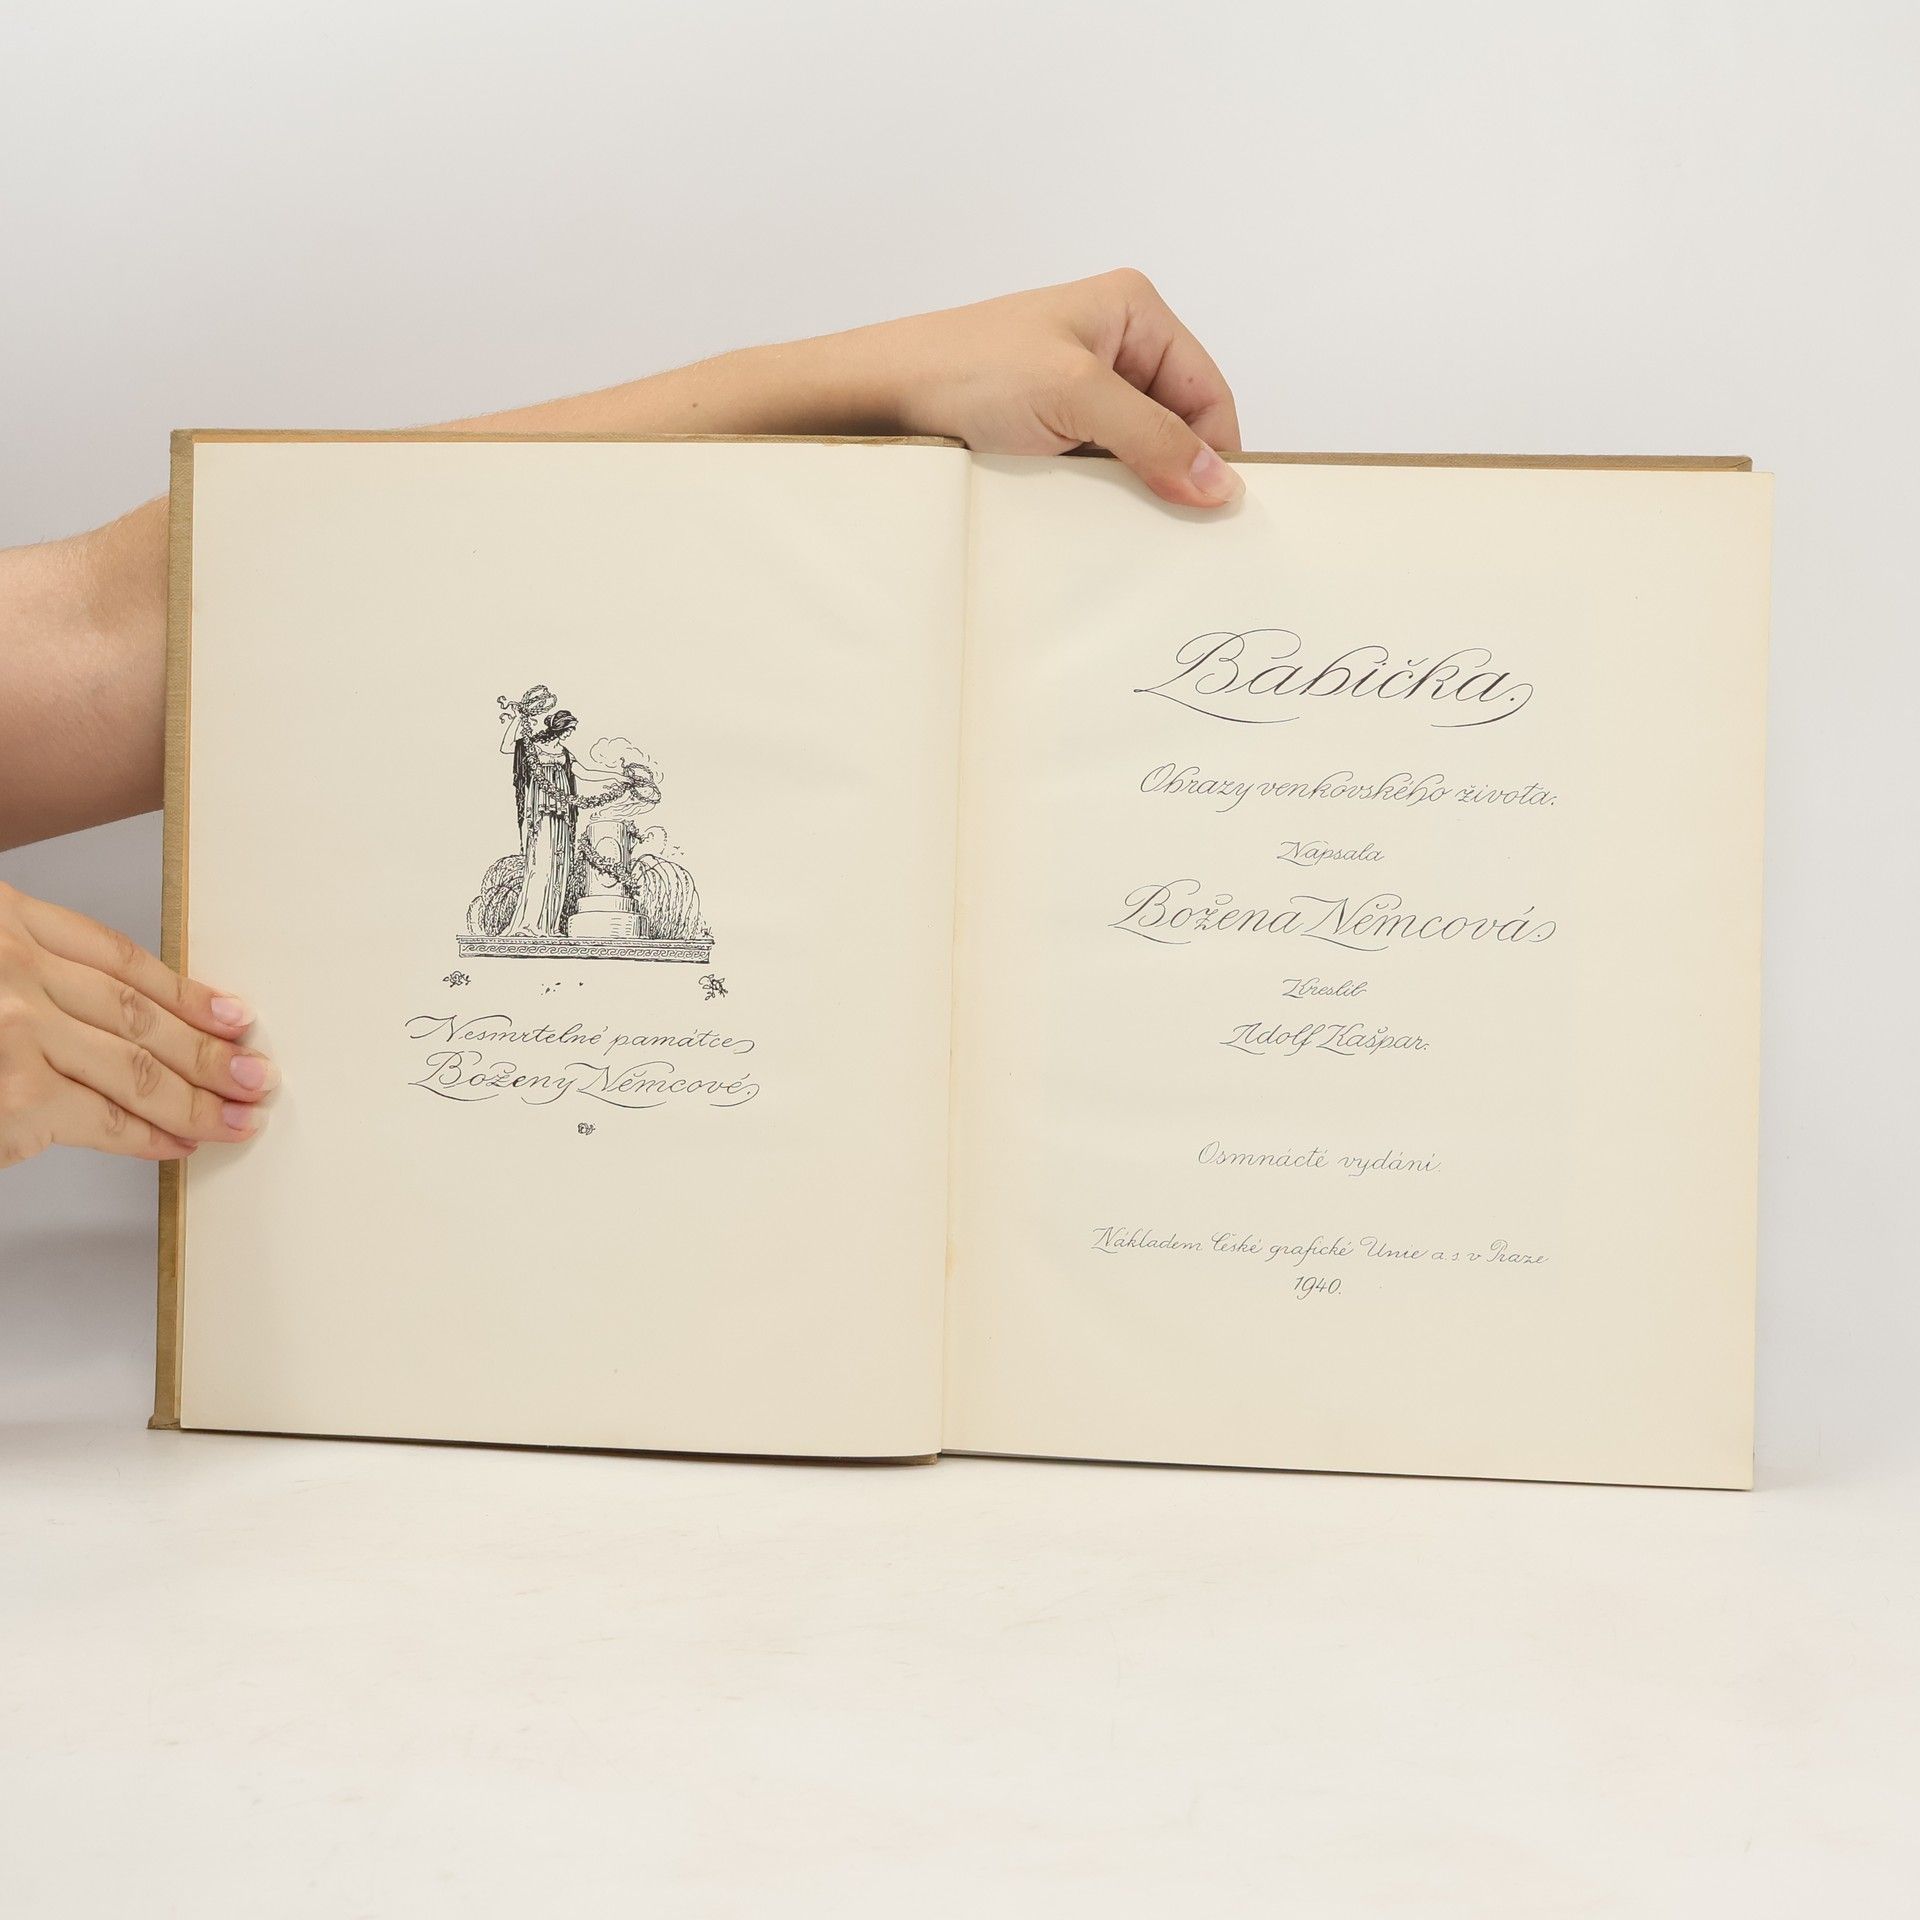 Nesmrtelné památce
Boženy Němcové.
Babička.
Obrazy venkovského života.
Napsala
Božena Němcová.
Kreslil
Adolf Kašpar.
Osmnácté vydání.
Nákladem České grafické Unie a. s. v Praze
1940.